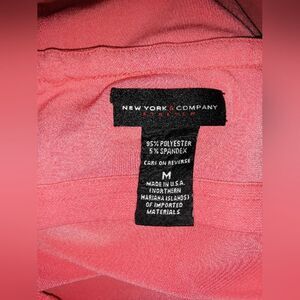 NEW YORK & COMPANY
STRETCH
95% POLYESTER
5% SPANDEX
CARE ON REVERSE
M
MADE IN U.S.A.
(NORTHERN
MARIANA ISLANDS)
OF IMPORTED
MATERIALS